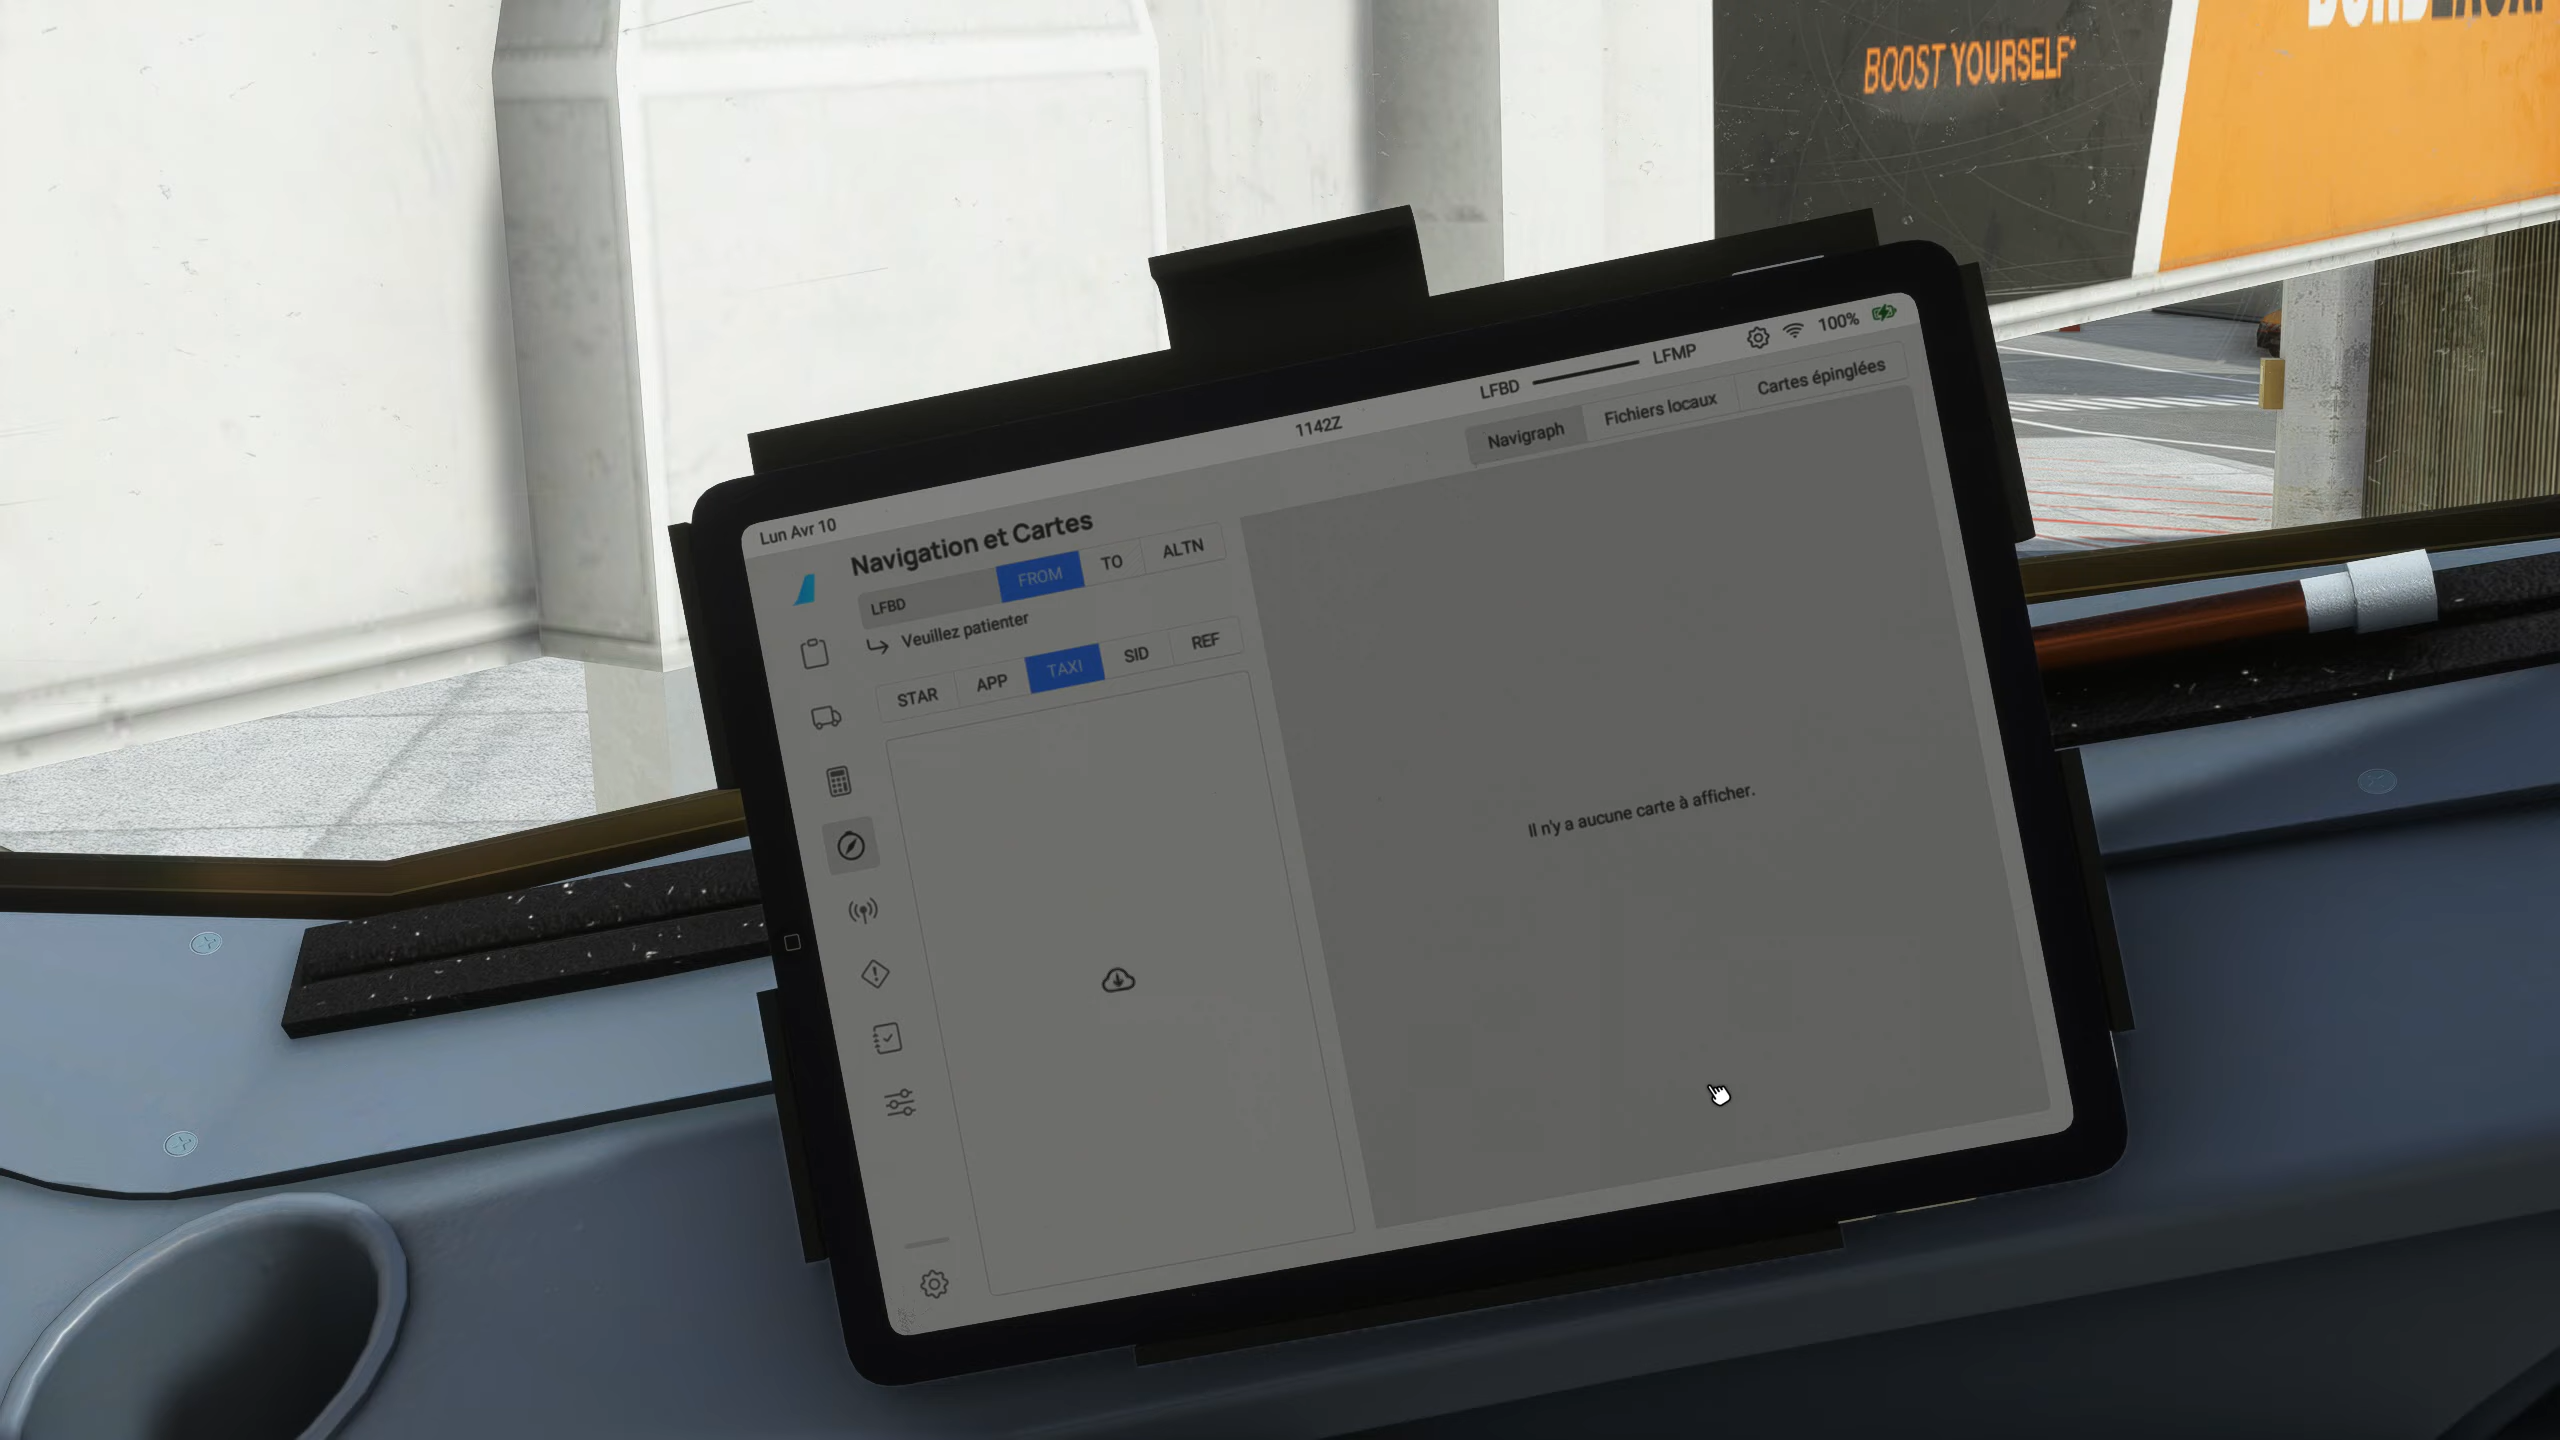 BOOST YOURSELF*
LFBD
LFMP
100%
1142Z
Navigraph
Fichiers locaux
Cartes épinglées
Lun Avr 10
Navigation et Cartes
LFBD
FROM
TO
ALTN
Veuillez patienter
STAR
APP
TAXI
SID
REF
Il n'y a aucune carte à afficher.